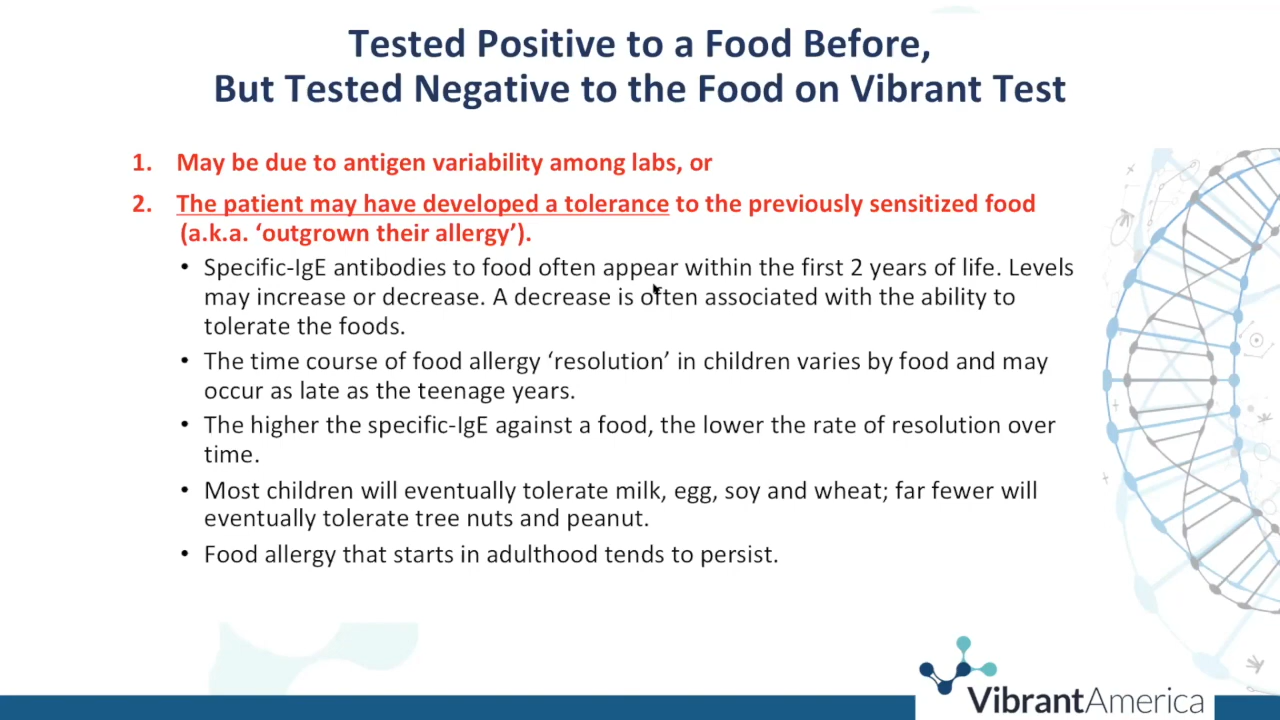 Tested Positive to a Food Before,
But Tested Negative to the Food on Vibrant Test
1. May be due to antigen variability among labs, or
2. The patient may have developed a tolerance to the previously sensitized food
(a.k.a. ‘outgrown their allergy’).
• Specific-IgE antibodies to food often appear within the first 2 years of life. Levels
may increase or decrease. A decrease is often associated with the ability to
tolerate the foods.
• The time course of food allergy ‘resolution’ in children varies by food and may
occur as late as the teenage years.
• The higher the specific-IgE against a food, the lower the rate of resolution over
time.
• Most children will eventually tolerate milk, egg, soy and wheat; far fewer will
eventually tolerate tree nuts and peanut.
• Food allergy that starts in adulthood tends to persist.
VibrantAmerica